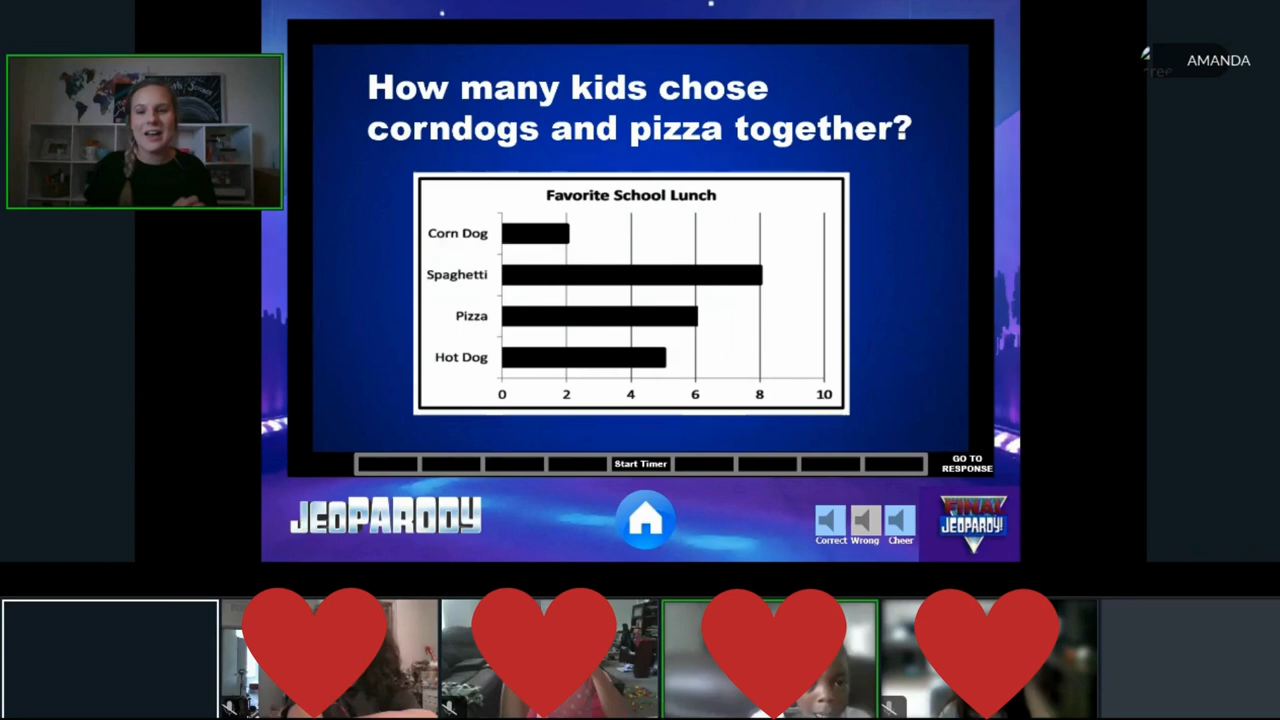 AMANDA
How many kids chose
corndogs and pizza together?
Favorite School Lunch
Corn Dog
Spaghetti
Pizza
Hot Dog
0 2 4 6 8 10
Start Timer
GO TO
RESPONSE
JEOPARODY
Correct Wrong Cheer
FINAL
JEOPARDY!